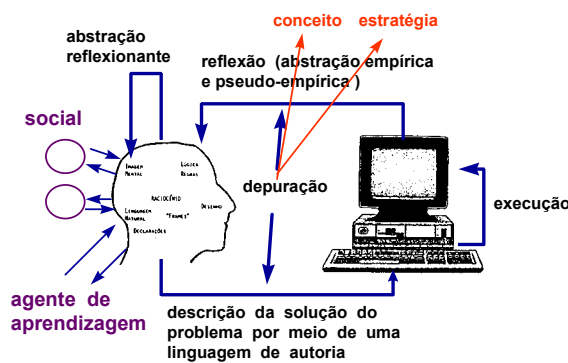 conceito estratégia
abstração
reflexionante
reflexão (abstração empírica
e pseudo-empírica )
social
IMAGEM
MENTAL
LÓGICA
REGRAS
RACIOCÍNIO
DESENHO
"FRAMES"
LINGUAGEM
NATURAL
DECLARAÇÕES
depuração
execução
agente de
aprendizagem
descrição da solução do
problema por meio de uma
linguagem de autoria